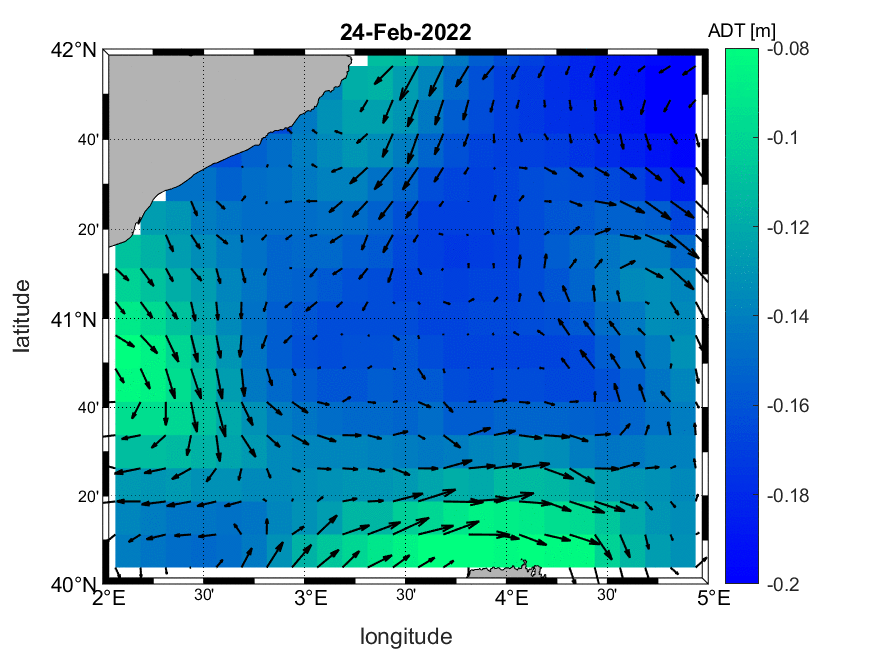 24-Feb-2022
ADT [m]
42°N
40'
20'
41°N
40'
20'
40°N
2°E
30'
3°E
30'
4°E
30'
5°E
latitude
longitude
-0.08
-0.1
-0.12
-0.14
-0.16
-0.18
-0.2